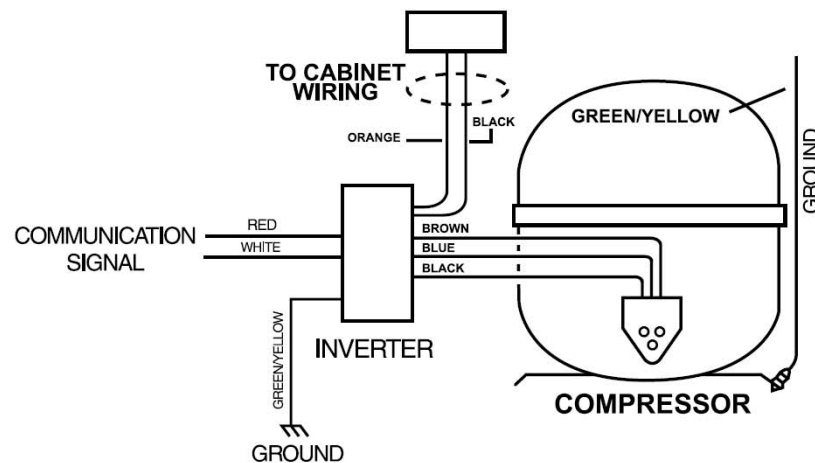 TO CABINET
WIRING
ORANGE
BLACK
GREEN/YELLOW
GROUND
COMMUNICATION
SIGNAL
RED
WHITE
BROWN
BLUE
BLACK
GREEN/YELLOW
INVERTER
GROUND
COMPRESSOR